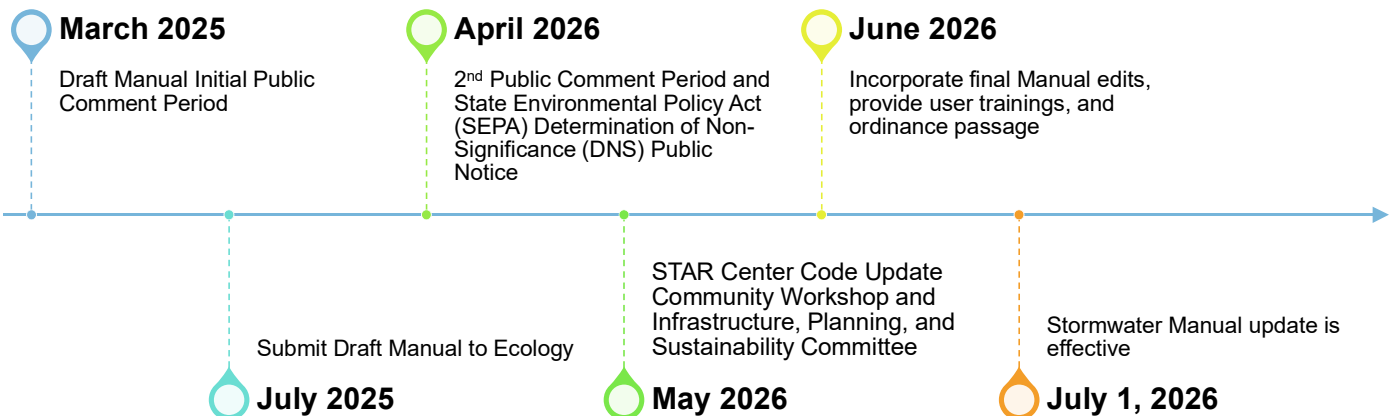 March 2025
Draft Manual Initial Public
Comment Period
April 2026
2nd Public Comment Period and
State Environmental Policy Act
(SEPA) Determination of Non-
Significance (DNS) Public
Notice
June 2026
Incorporate final Manual edits,
provide user trainings, and
ordinance passage
Submit Draft Manual to Ecology
July 2025
STAR Center Code Update
Community Workshop and
Infrastructure, Planning, and
Sustainability Committee
May 2026
Stormwater Manual update is
effective
July 1, 2026